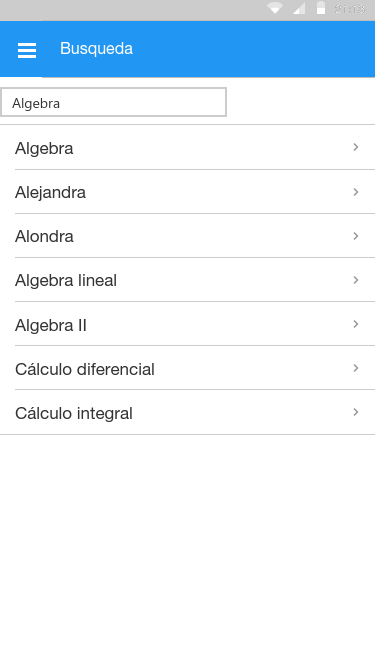 Busqueda
Algebra
Algebra
Alejandra
Alondra
Algebra lineal
Algebra II
Cálculo diferencial
Cálculo integral